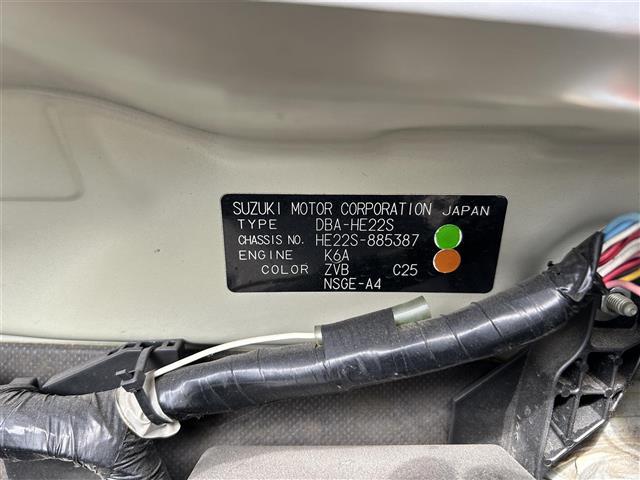 SUZUKI MOTOR CORPORATION JAPAN
TYPE DBA-HE22S
CHASSIS NO. HE22S-885387
ENGINE K6A
COLOR ZVB C25
NSGE-A4